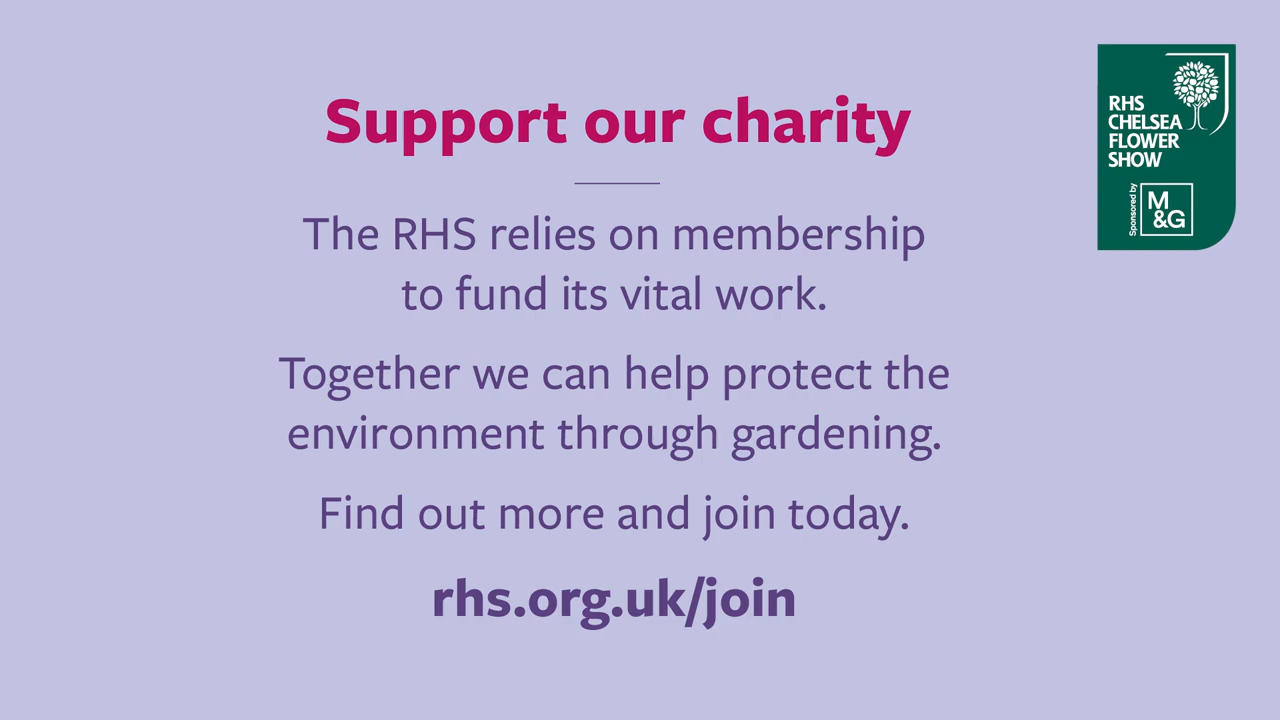 Support our charity
The RHS relies on membership
to fund its vital work.
Together we can help protect the
environment through gardening.
Find out more and join today.
rhs.org.uk/join
RHS
CHELSEA
FLOWER
SHOW
Sponsored by
M
&G